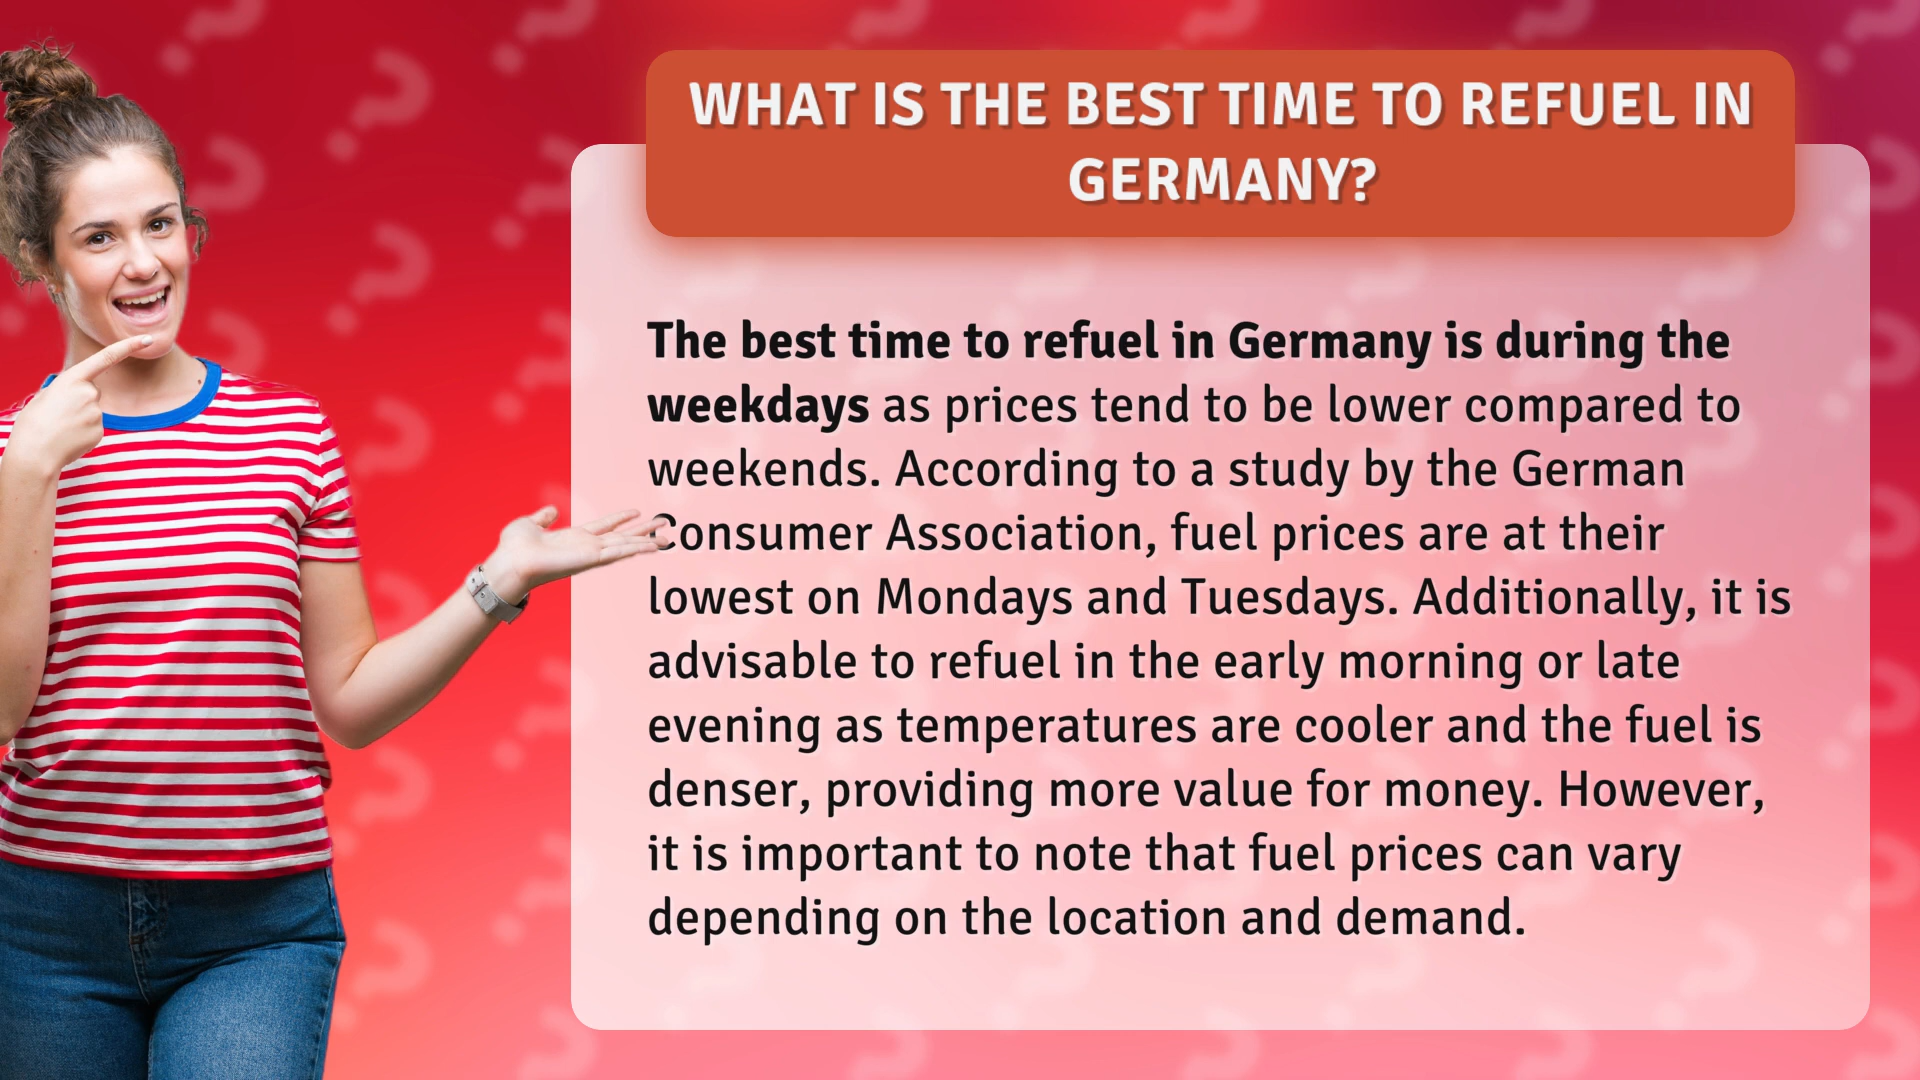 WHAT IS THE BEST TIME TO REFUEL IN
GERMANY?
The best time to refuel in Germany is during the
weekdays as prices tend to be lower compared to
weekends. According to a study by the German
Consumer Association, fuel prices are at their
lowest on Mondays and Tuesdays. Additionally, it is
advisable to refuel in the early morning or late
evening as temperatures are cooler and the fuel is
denser, providing more value for money. However,
it is important to note that fuel prices can vary
depending on the location and demand.